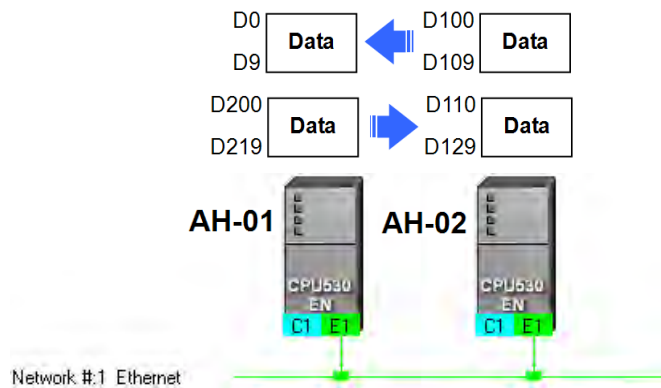 D0 Data D100 Data
D9 D109
D200 Data D110 Data
D219 D129
AH-01 AH-02
CPU530 CPU530
EN EN
C1 E1 C1 E1
Network #:1 Ethernet